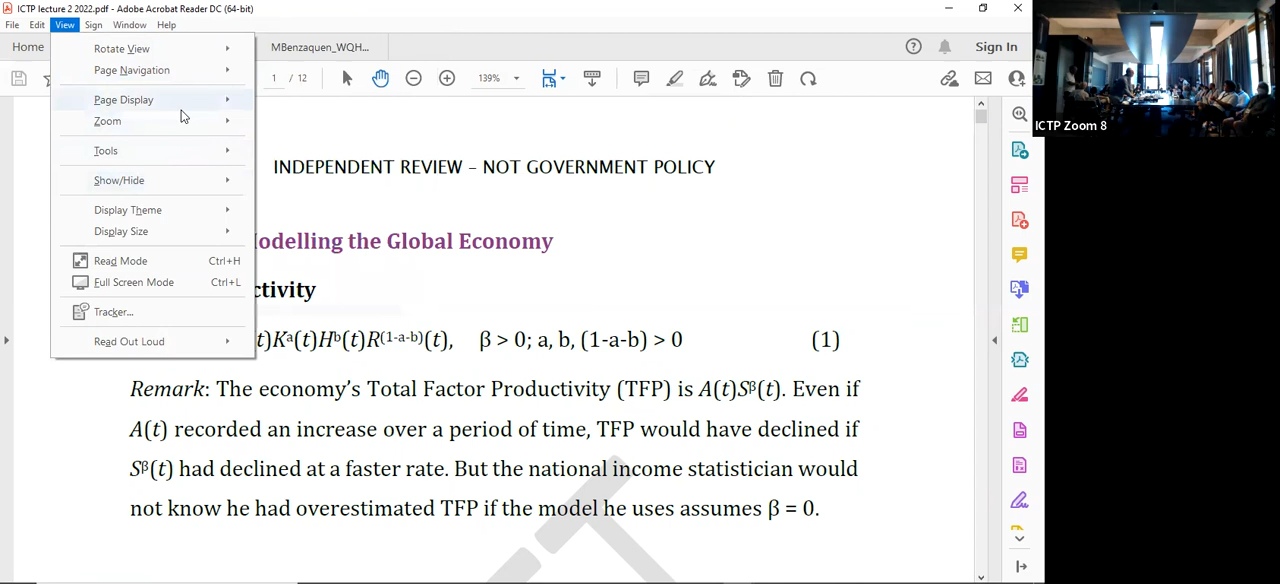 ICTP lecture 2 2022.pdf - Adobe Acrobat Reader DC (64-bit)
File Edit View Sign Window Help
Home MBenzaquen_WQH... Sign In
1 / 12 139%
Rotate View
Page Navigation
Page Display
Zoom
Tools
Show/Hide
Display Theme
Display Size
Read Mode Ctrl+H
Full Screen Mode Ctrl+L
Tracker...
Read Out Loud
ICTP Zoom 8
INDEPENDENT REVIEW – NOT GOVERNMENT POLICY
odelling the Global Economy
ctivity
t)Kᵃ(t)Hᵇ(t)R⁽¹⁻ᵃ⁻ᵇ⁾(t), β > 0; a, b, (1-a-b) > 0 (1)
Remark: The economy's Total Factor Productivity (TFP) is A(t)Sᵝ(t). Even if
A(t) recorded an increase over a period of time, TFP would have declined if
Sᵝ(t) had declined at a faster rate. But the national income statistician would
not know he had overestimated TFP if the model he uses assumes β = 0.